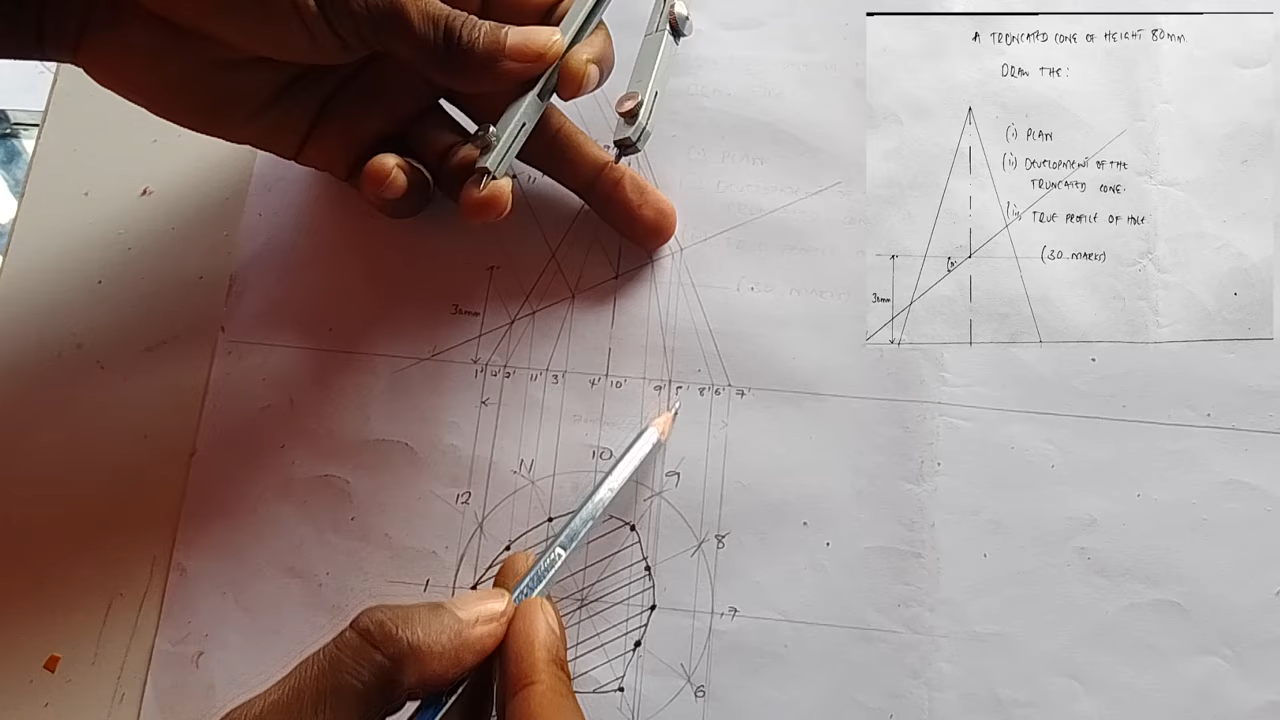 A TRUNCATED CONE OF HEIGHT 80MM.
DRAW THE:
(i) PLAN
(ii) DEVELOPMENT OF THE
TRUNCATED CONE.
TRUE PROFILE OF HOLE
(30 MARKS)
30mm
11'
30mm
1' 12' 2' 11' 3' 4' 10' 9' 5' 8' 6' 7'
10
9
12
8
1
7
6